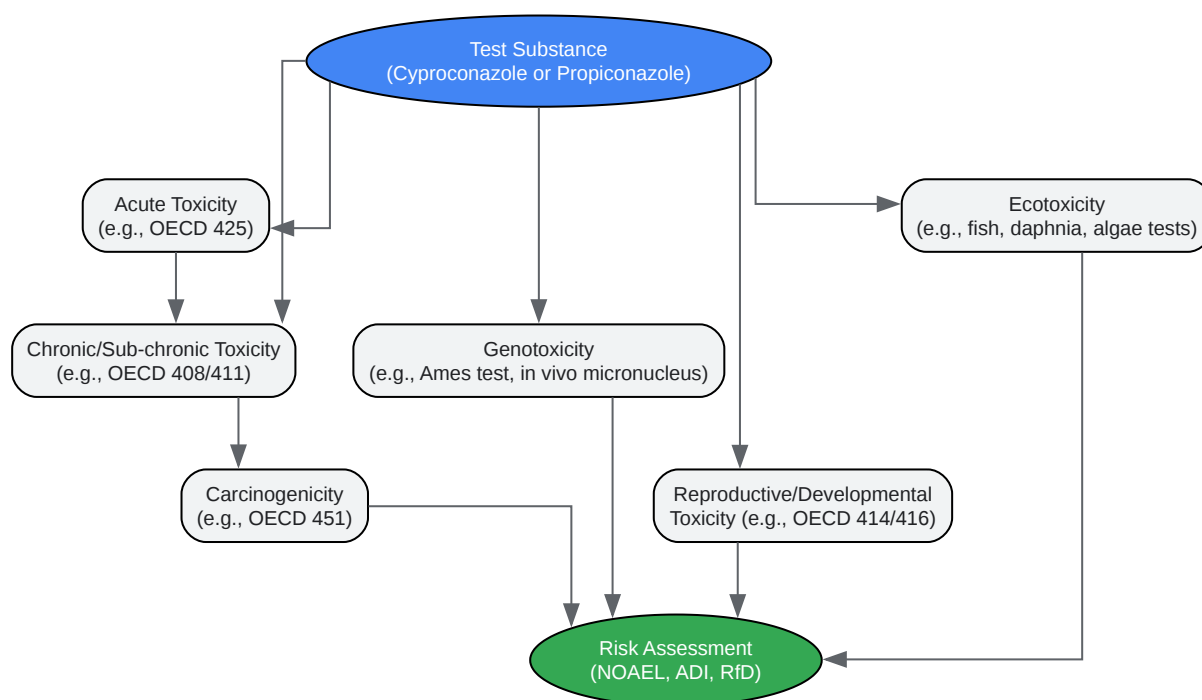 Test Substance
(Cyproconazole or Propiconazole)
Acute Toxicity
(e.g., OECD 425)
Ecotoxicity
(e.g., fish, daphnia, algae tests)
Chronic/Sub-chronic Toxicity
(e.g., OECD 408/411)
Genotoxicity
(e.g., Ames test, in vivo micronucleus)
Carcinogenicity
(e.g., OECD 451)
Reproductive/Developmental
Toxicity (e.g., OECD 414/416)
Risk Assessment
(NOAEL, ADI, RfD)